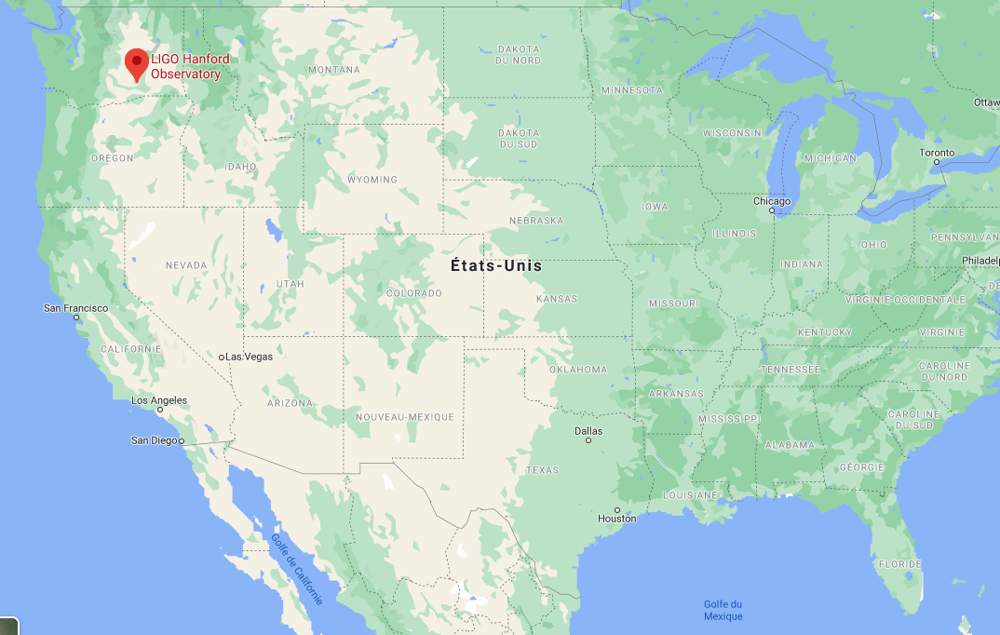 LIGO Hanford
Observatory
MONTANA
DAKOTA
DU NORD
MINNESOTA
Ottaw
OREGON
IDAHO
WYOMING
DAKOTA
DU SUD
WISCONSIN
MICHIGAN
Toronto
NEBRASKA
IOWA
Chicago
ILLINOIS
INDIANA
OHIO
PENNSYLVAN
Philadelp
NEVADA
UTAH
COLORADO
États-Unis
KANSAS
MISSOURI
VIRGINIE-OCCIDENTALE
DE
San Francisco
KENTUCKY
VIRGINIE
CALIFORNIE
Las Vegas
OKLAHOMA
TENNESSEE
CAROLINE
DU NORD
Los Angeles
ARIZONA
NOUVEAU-MEXIQUE
ARKANSAS
MISSISSIPPI
CAROLINE
DU SUD
San Diego
Dallas
ALABAMA
GÉORGIE
TEXAS
LOUISIANE
Houston
Golfe de Californie
FLORIDE
Golfe du
Mexique